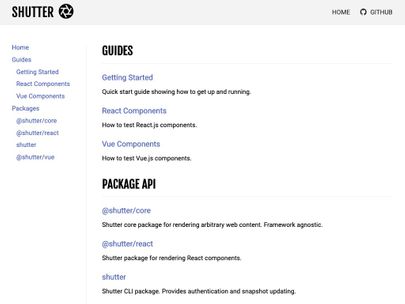 SHUTTER
HOME
GITHUB
Home
Guides
Getting Started
React Components
Vue Components
Packages
@shutter/core
@shutter/react
shutter
@shutter/vue
GUIDES
Getting Started
Quick start guide showing how to get up and running.
React Components
How to test React.js components.
Vue Components
How to test Vue.js components.
PACKAGE API
@shutter/core
Shutter core package for rendering arbitrary web content. Framework agnostic.
@shutter/react
Shutter package for rendering React components.
shutter
Shutter CLI package. Provides authentication and snapshot updating.